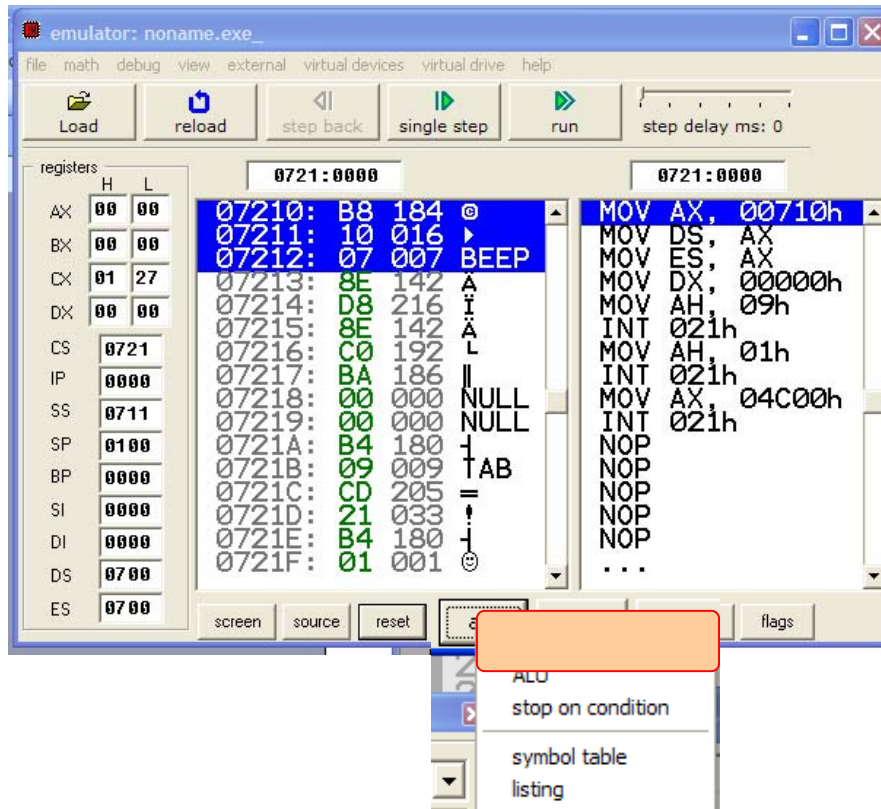 emulator: noname.exe_
file math debug view external virtual devices virtual drive help
Load reload step back single step run step delay ms: 0
registers
H L
0721:0000 0721:0000
AX 00 00
BX 00 00
CX 01 27
DX 00 00
CS 0721
IP 0000
SS 0711
SP 0100
BP 0000
SI 0000
DI 0000
DS 0700
ES 0700
07210: B8 184
07211: 10 016
07212: 07 007 BEEP
07213: 8E 142 Ä
07214: D8 216 Ï
07215: 8E 142 Ä
07216: C0 192 └
07217: BA 186 ‖
07218: 00 000 NULL
07219: 00 000 NULL
0721A: B4 180 ┤
0721B: 09 009 TAB
0721C: CD 205 =
0721D: 21 033 !
0721E: B4 180 ┤
0721F: 01 001 ☺
MOV AX, 00710h
MOV DS, AX
MOV ES, AX
MOV DX, 00000h
MOV AH, 09h
INT 021h
MOV AH, 01h
INT 021h
MOV AX, 04C00h
INT 021h
NOP
NOP
NOP
NOP
NOP
...
screen source reset flags
ALU
stop on condition
symbol table
listing